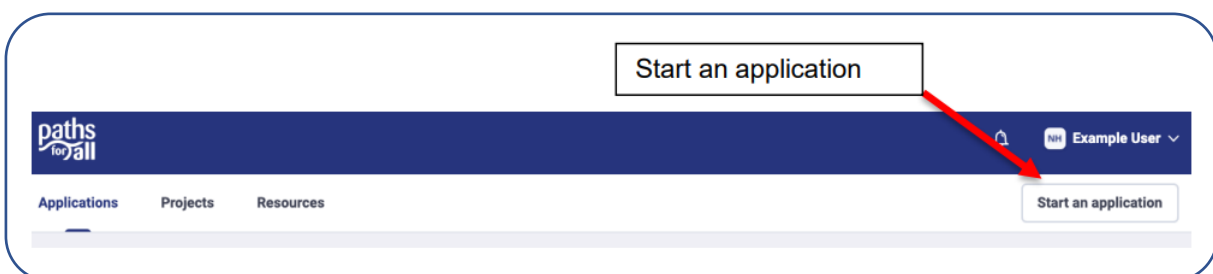 Start an application
paths
for all
NH Example User
Applications Projects Resources Start an application